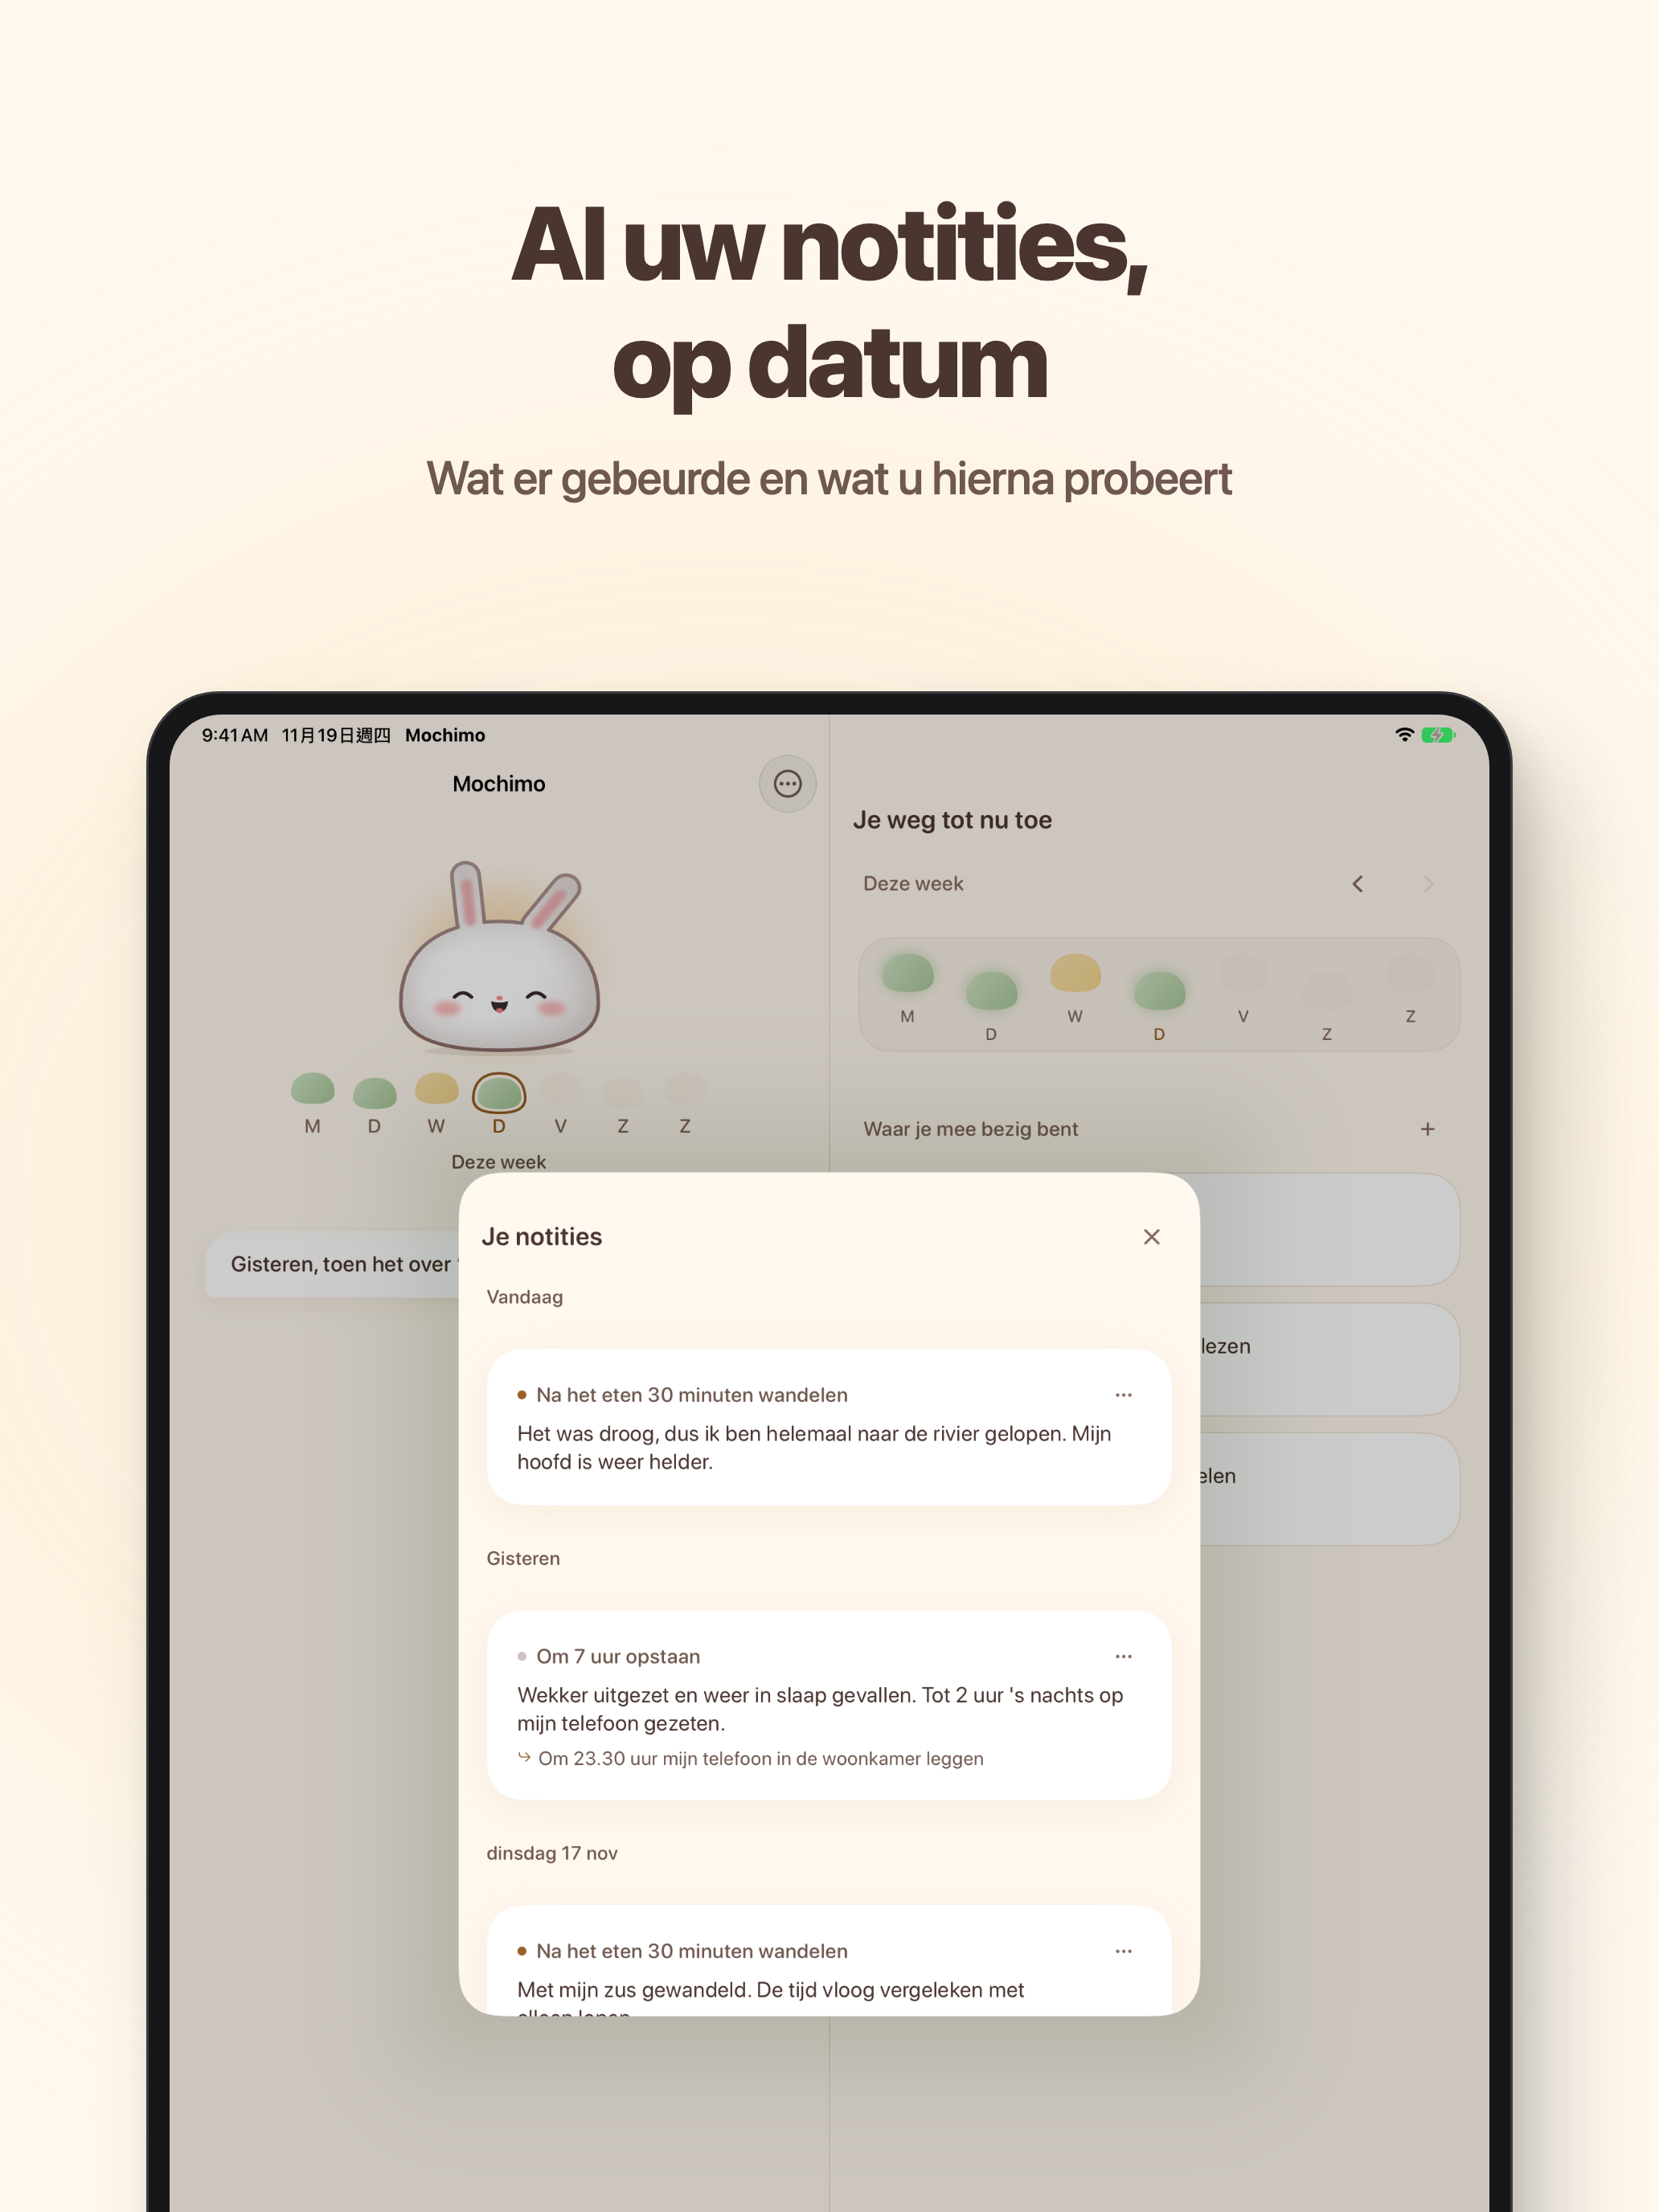 Al uw notities,
op datum
Wat er gebeurde en wat u hierna probeert
9:41 AM 11月19日週四 Mochimo
Mochimo
M D W D V Z Z
Deze week
Gisteren, toen het over
Je weg tot nu toe
Deze week
M D W D V Z Z
Waar je mee bezig bent
lezen
elen
Je notities
Vandaag
Na het eten 30 minuten wandelen
Het was droog, dus ik ben helemaal naar de rivier gelopen. Mijn
hoofd is weer helder.
Gisteren
Om 7 uur opstaan
Wekker uitgezet en weer in slaap gevallen. Tot 2 uur 's nachts op
mijn telefoon gezeten.
Om 23.30 uur mijn telefoon in de woonkamer leggen
dinsdag 17 nov
Na het eten 30 minuten wandelen
Met mijn zus gewandeld. De tijd vloog vergeleken met